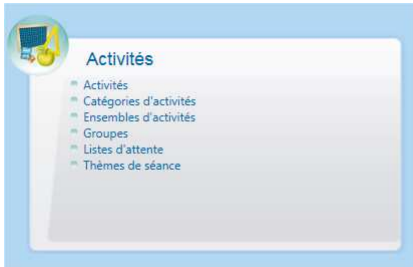 Activités
Activités
Catégories d'activités
Ensembles d'activités
Groupes
Listes d'attente
Thèmes de séance